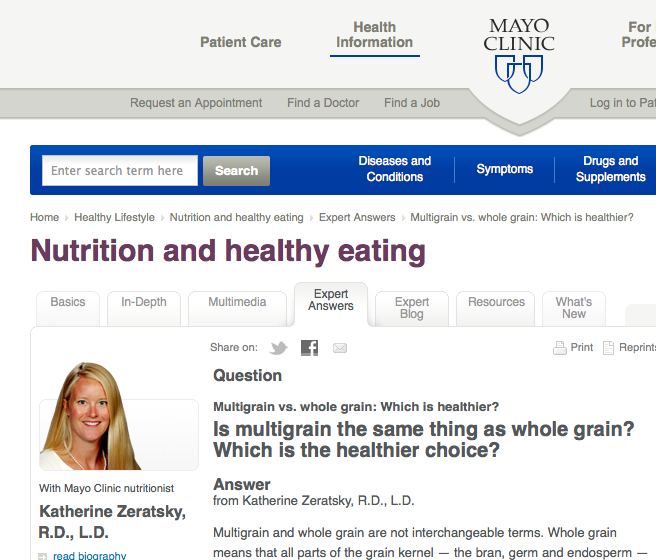 Patient Care
Health
Information
MAYO
CLINIC
For
Profe
Request an Appointment
Find a Doctor
Find a Job
Log in to Pat
Enter search term here
Search
Diseases and
Conditions
Symptoms
Drugs and
Supplements
Home › Healthy Lifestyle › Nutrition and healthy eating › Expert Answers › Multigrain vs. whole grain: Which is healthier?
Nutrition and healthy eating
Basics
In-Depth
Multimedia
Expert
Answers
Expert
Blog
Resources
What's
New
Share on:
Print
Reprints
Question
Multigrain vs. whole grain: Which is healthier?
Is multigrain the same thing as whole grain?
Which is the healthier choice?
Answer
from Katherine Zeratsky, R.D., L.D.
With Mayo Clinic nutritionist
Katherine Zeratsky,
R.D., L.D.
read biography
Multigrain and whole grain are not interchangeable terms. Whole grain
means that all parts of the grain kernel — the bran, germ and endosperm —